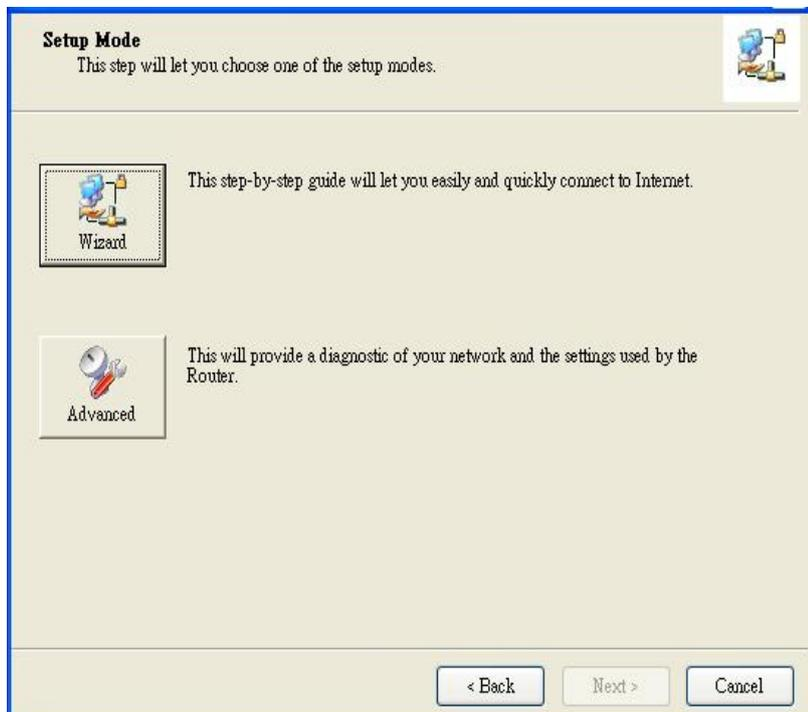 Setup Mode
This step will let you choose one of the setup modes.
Wizard
This step-by-step guide will let you easily and quickly connect to Internet.
Advanced
This will provide a diagnostic of your network and the settings used by the
Router.
< Back
Next >
Cancel